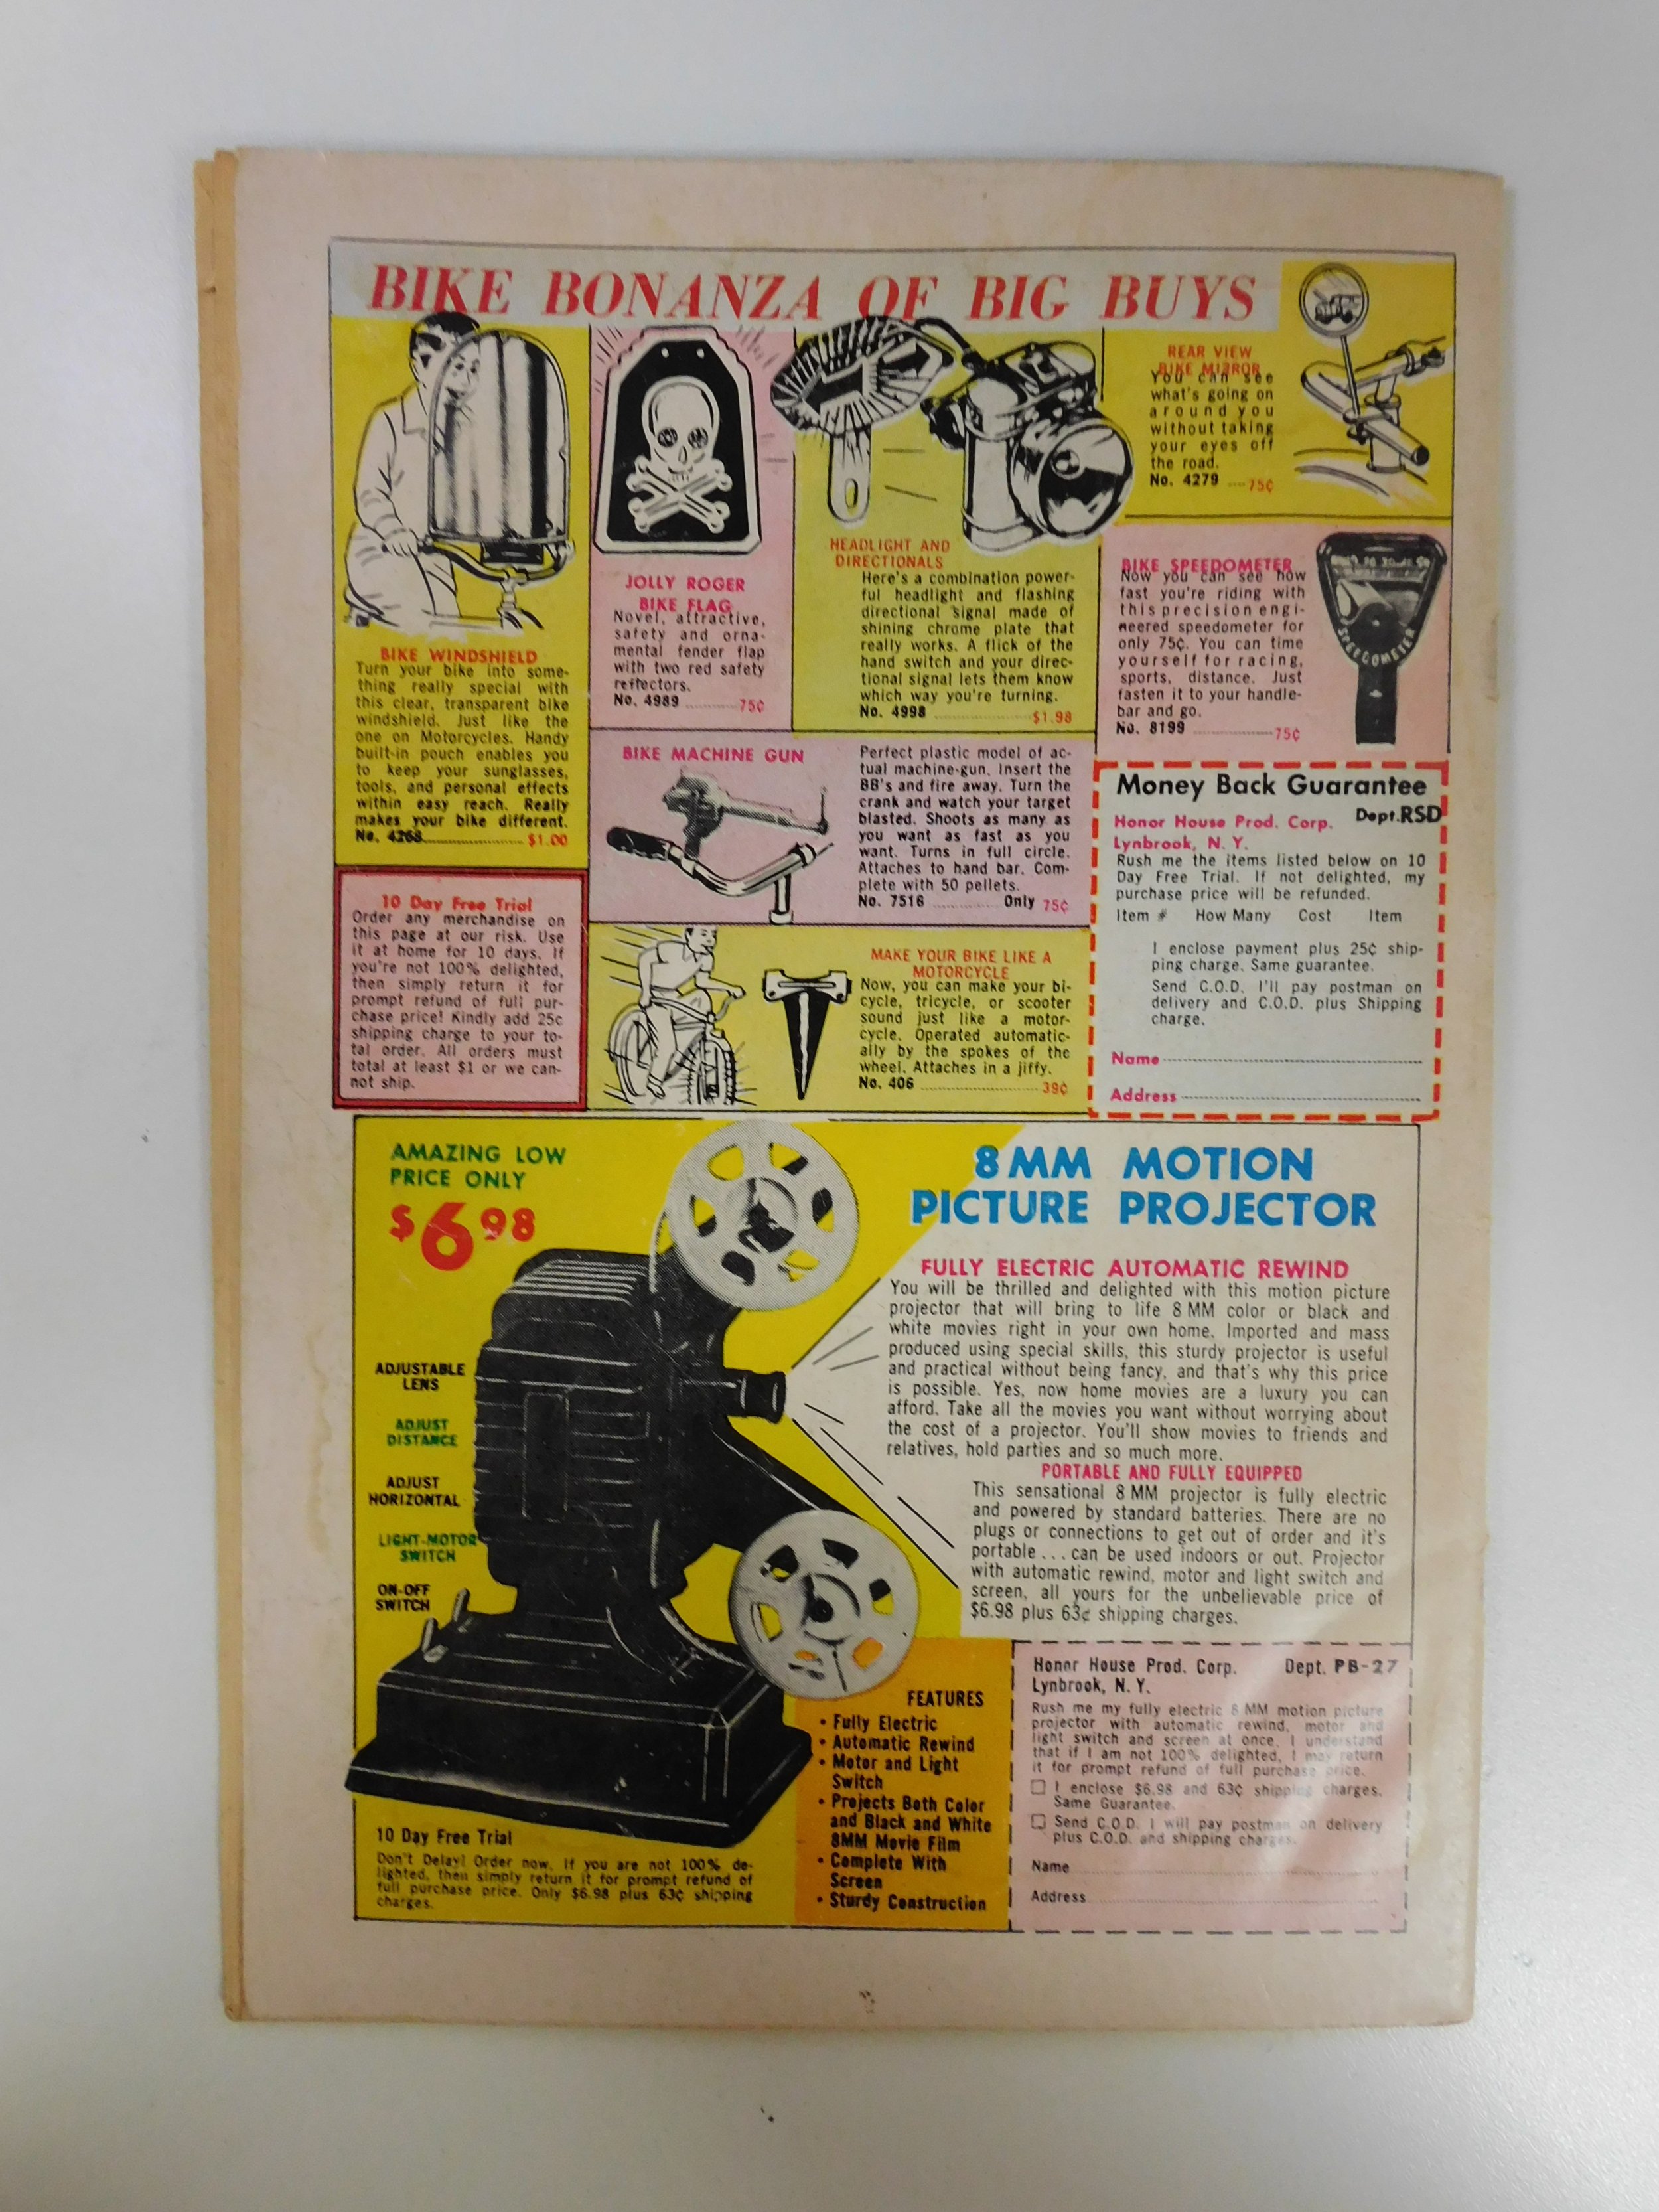 BIKE BONANZA OF BIG BUYS
BIKE WINDSHIELD
Turn your bike into some-
thing really special with
this clear, transparent bike
windshield. Just like the
one on Motorcycles. Handy
built-in pouch enables you
to keep your sunglasses,
tools, and personal effects
within easy reach. Really
makes your bike different.
No. 4268 $1.00
JOLLY ROGER
BIKE FLAG
Novel, attractive,
safety and orna-
mental fender flap
with two red safety
reflectors.
No. 4989 75¢
HEADLIGHT AND
DIRECTIONALS
Here's a combination power-
ful headlight and flashing
directional signal made of
shining chrome plate that
really works. A flick of the
hand switch and your direc-
tional signal lets them know
which way you're turning.
No. 4998 $1.98
REAR VIEW
BIKE MIRROR
You can see
what's going on
around you
without taking
your eyes off
the road.
No. 4279 75¢
BIKE SPEEDOMETER
Now you can see how
fast you're riding with
this precision engi-
neered speedometer for
only 75¢. You can time
yourself for racing,
sports, distance. Just
fasten it to your handle-
bar and go.
No. 8199 75¢
SPEEDOMETER
BIKE MACHINE GUN
Perfect plastic model of ac-
tual machine-gun. Insert the
BB's and fire away. Turn the
crank and watch your target
blasted. Shoots as many as
you want as fast as you
want. Turns in full circle.
Attaches to hand bar. Com-
plete with 50 pellets.
No. 7516 Only 75¢
10 Day Free Trial
Order any merchandise on
this page at our risk. Use
it at home for 10 days. If
you're not 100% delighted,
then simply return it for
prompt refund of full pur-
chase price! Kindly add 25c
shipping charge to your to-
tal order. All orders must
total at least $1 or we can-
not ship.
MAKE YOUR BIKE LIKE A
MOTORCYCLE
Now, you can make your bi-
cycle, tricycle, or scooter
sound just like a motor-
cycle. Operated automatic-
ally by the spokes of the
wheel. Attaches in a jiffy.
No. 406 39¢
Money Back Guarantee
Dept. RSD
Honor House Prod. Corp.
Lynbrook, N. Y.
Rush me the items listed below on 10
Day Free Trial. If not delighted, my
purchase price will be refunded.
Item # How Many Cost Item
I enclose payment plus 25¢ ship-
ping charge. Same guarantee.
Send C.O.D. I'll pay postman on
delivery and C.O.D. plus Shipping
charge.
Name
Address
AMAZING LOW
PRICE ONLY
$6.98
8 MM MOTION
PICTURE PROJECTOR
FULLY ELECTRIC AUTOMATIC REWIND
You will be thrilled and delighted with this motion picture
projector that will bring to life 8 MM color or black and
white movies right in your own home. Imported and mass
produced using special skills, this sturdy projector is useful
and practical without being fancy, and that's why this price
is possible. Yes, now home movies are a luxury you can
afford. Take all the movies you want without worrying about
the cost of a projector. You'll show movies to friends and
relatives, hold parties and so much more.
PORTABLE AND FULLY EQUIPPED
This sensational 8 MM projector is fully electric
and powered by standard batteries. There are no
plugs or connections to get out of order and it's
portable . . . can be used indoors or out. Projector
with automatic rewind, motor and light switch and
screen, all yours for the unbelievable price of
$6.98 plus 63¢ shipping charges.
ADJUSTABLE
LENS
ADJUST
DISTANCE
ADJUST
HORIZONTAL
LIGHT-MOTOR
SWITCH
ON-OFF
SWITCH
10 Day Free Trial
Don't Delay! Order now. If you are not 100% de-
lighted, then simply return it for prompt refund of
full purchase price. Only $6.98 plus 63¢ shipping
charges.
FEATURES
• Fully Electric
• Automatic Rewind
• Motor and Light
Switch
• Projects Both Color
and Black and White
8MM Movie Film
• Complete With
Screen
• Sturdy Construction
Honor House Prod. Corp. Dept. PB-27
Lynbrook, N. Y.
Rush me my fully electric 8 MM motion picture
projector with automatic rewind, motor and
light switch and screen at once. I understand
that if I am not 100% delighted, I may return
it for prompt refund of full purchase price.
☐ I enclose $6.98 and 63¢ shipping charges.
Same Guarantee.
☐ Send C.O.D. I will pay postman on delivery
plus C.O.D. and shipping charges.
Name
Address